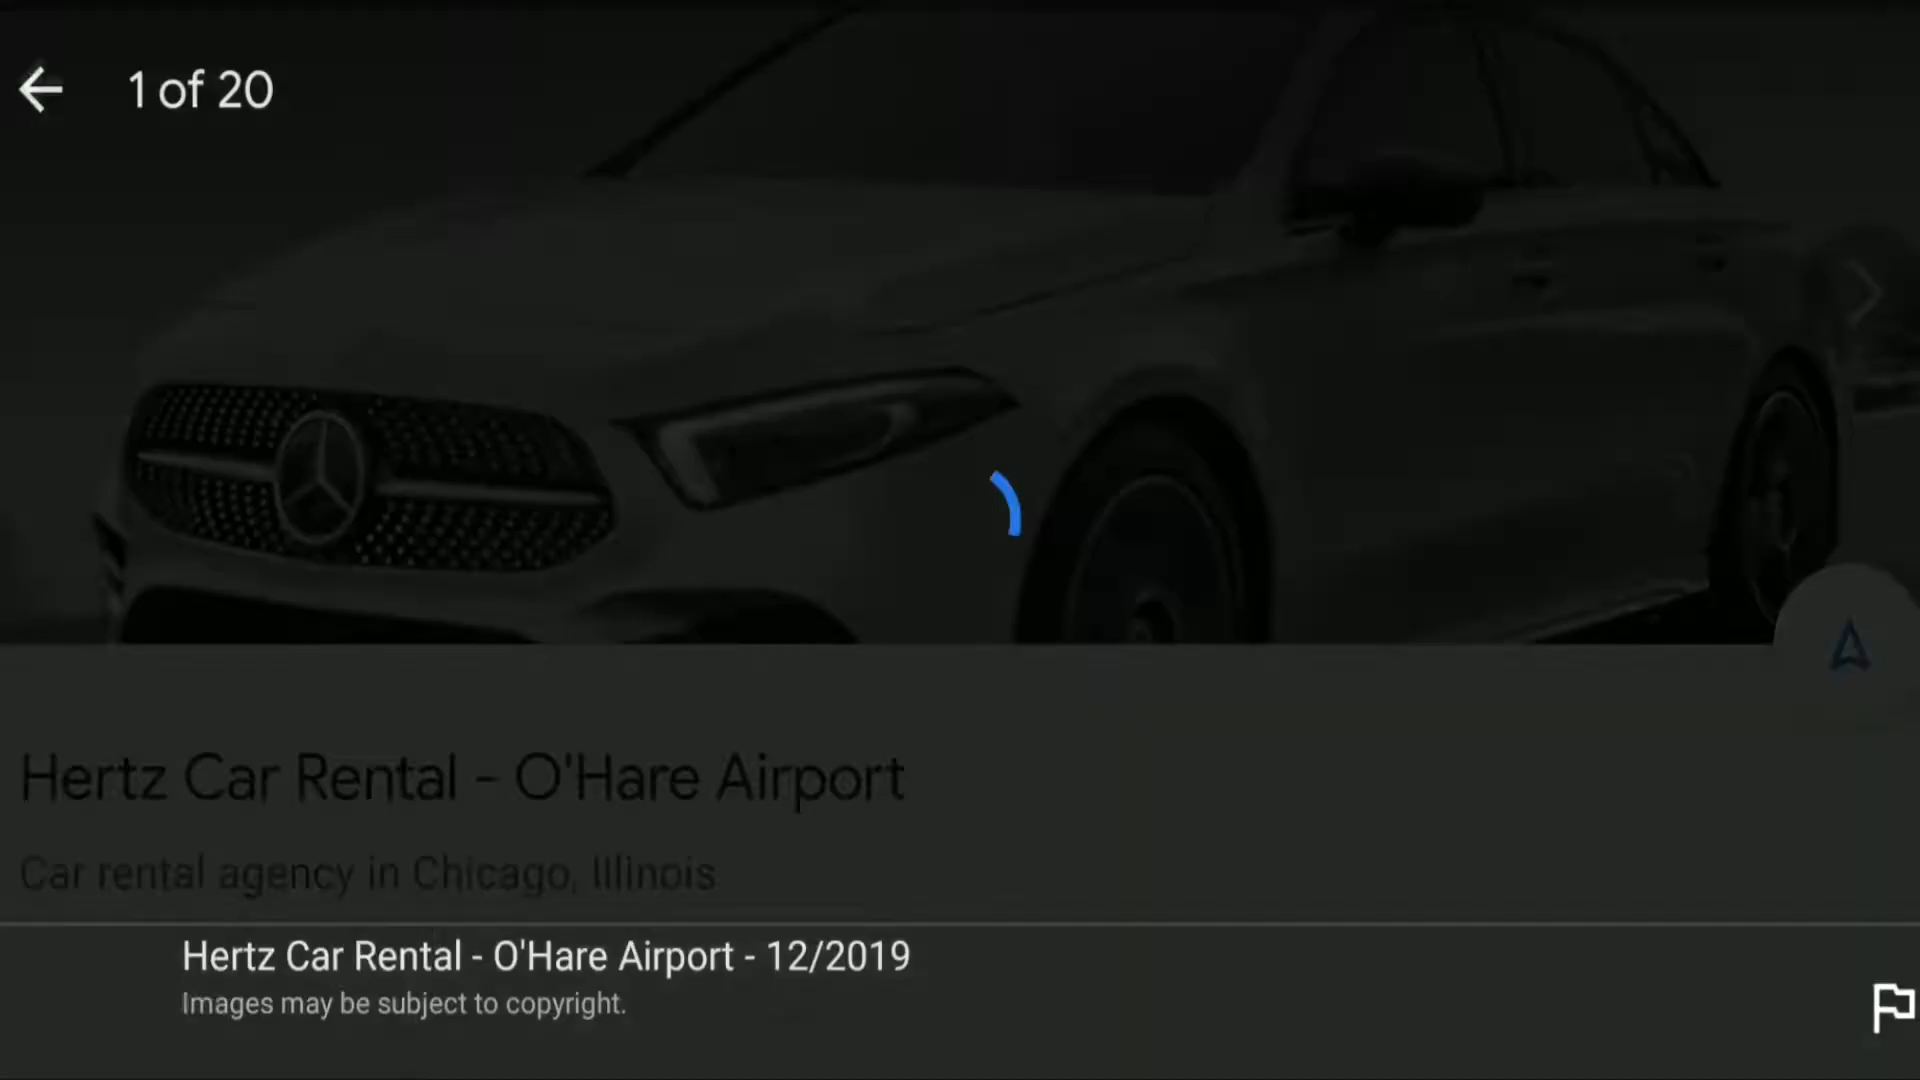 1 of 20
Hertz Car Rental - O'Hare Airport
Car rental agency in Chicago, Illinois
Hertz Car Rental - O'Hare Airport - 12/2019
Images may be subject to copyright.